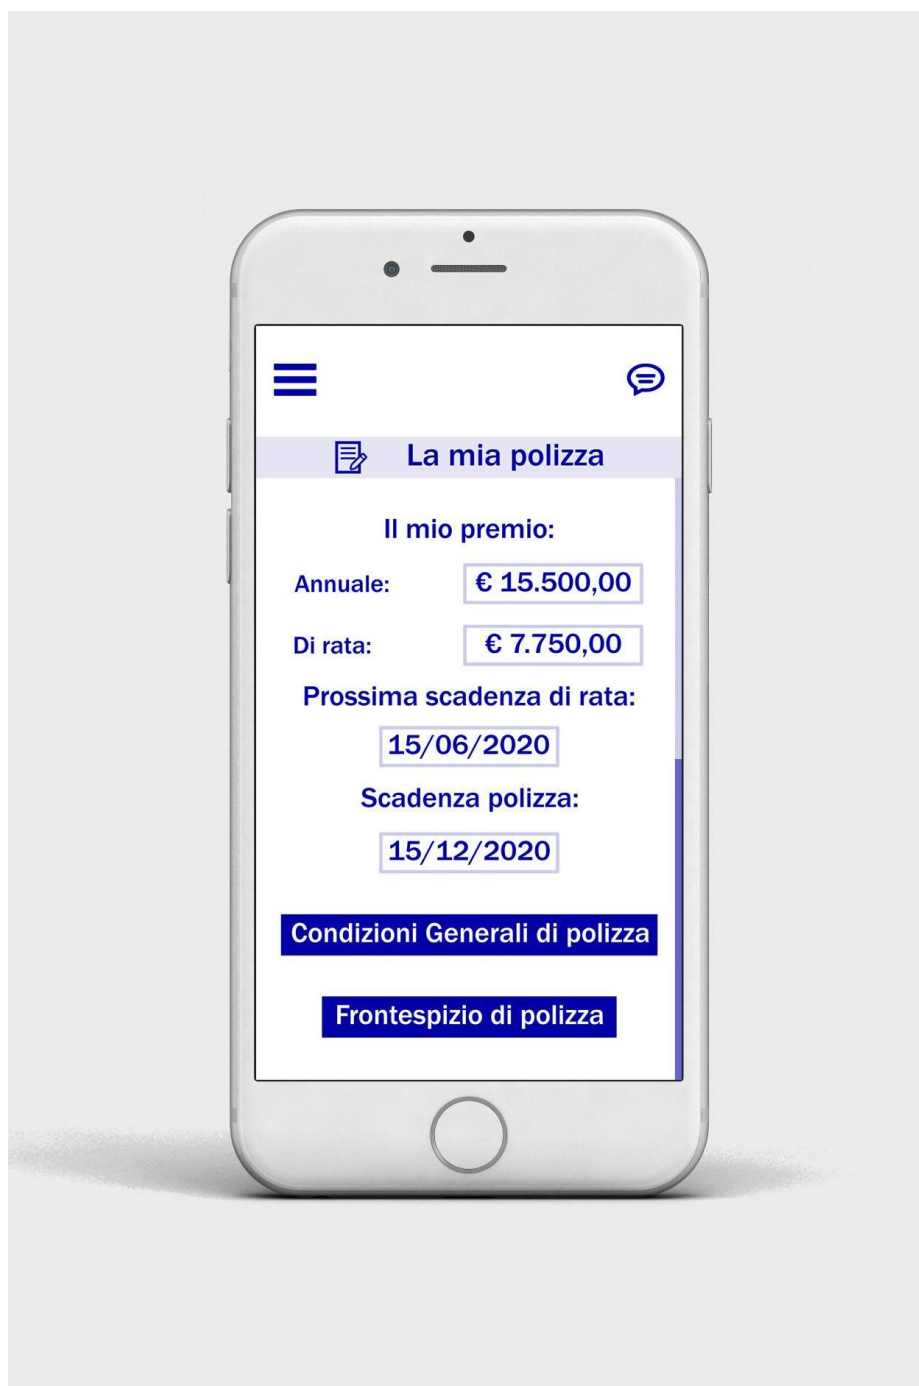 La mia polizza
Il mio premio:
Annuale: € 15.500,00
Di rata: € 7.750,00
Prossima scadenza di rata:
15/06/2020
Scadenza polizza:
15/12/2020
Condizioni Generali di polizza
Frontespizio di polizza